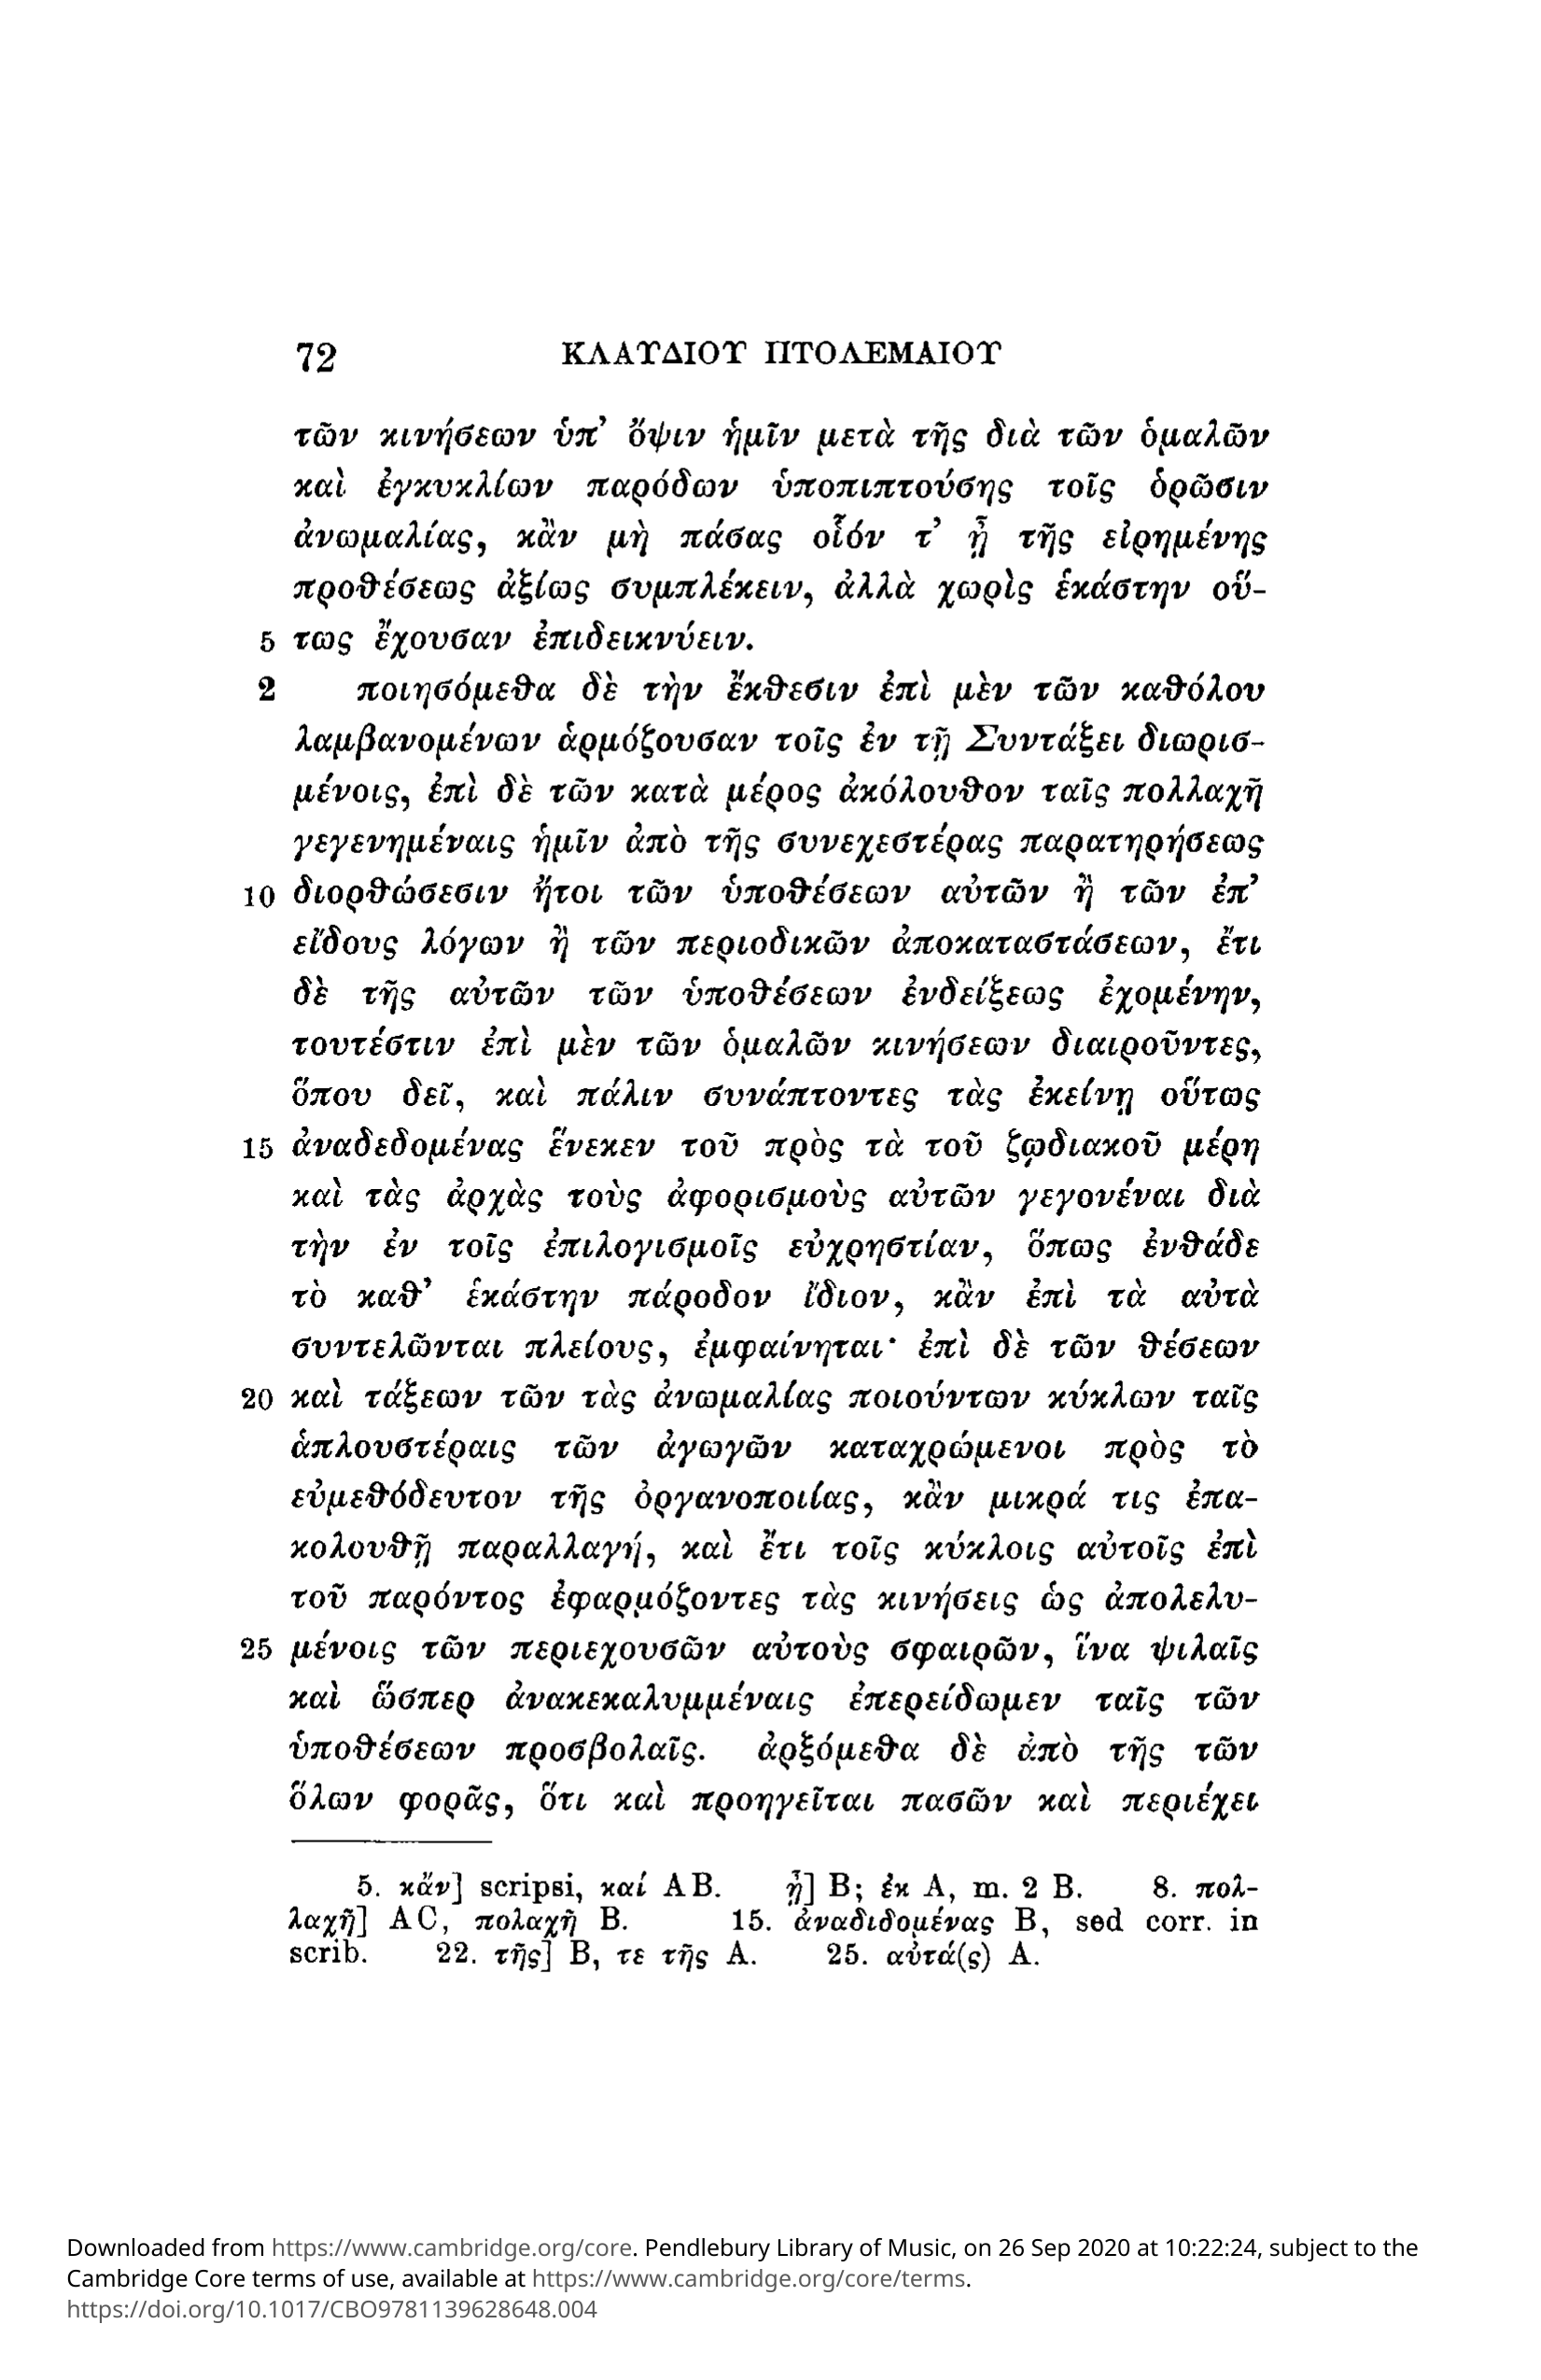 72 ΚΛΑΥΔΙΟΥ ΠΤΟΛΕΜΑΙΟΥ
τῶν κινήσεων ὑπ’ ὄψιν ἡμῖν μετὰ τῆς διὰ τῶν ὁμαλῶν
καὶ ἐγκυκλίων παρόδων ὑποπιπτούσης τοῖς ὁρῶσιν
ἀνωμαλίας, κἂν μὴ πάσας οἷόν τ’ ᾖ τῆς εἰρημένης
προθέσεως ἀξίως συμπλέκειν, ἀλλὰ χωρὶς ἑκάστην οὕ-
5 τως ἔχουσαν ἐπιδεικνύειν.
2 ποιησόμεθα δὲ τὴν ἔκθεσιν ἐπὶ μὲν τῶν καθόλου
λαμβανομένων ἁρμόζουσαν τοῖς ἐν τῇ Συντάξει διωρισ-
μένοις, ἐπὶ δὲ τῶν κατὰ μέρος ἀκόλουθον ταῖς πολλαχῆ
γεγενημέναις ἡμῖν ἀπὸ τῆς συνεχεστέρας παρατηρήσεως
10 διορθώσεσιν ἤτοι τῶν ὑποθέσεων αὐτῶν ἢ τῶν ἐπ’
εἴδους λόγων ἢ τῶν περιοδικῶν ἀποκαταστάσεων, ἔτι
δὲ τῆς αὐτῶν τῶν ὑποθέσεων ἐνδείξεως ἐχομένην,
τουτέστιν ἐπὶ μὲν τῶν ὁμαλῶν κινήσεων διαιροῦντες,
ὅπου δεῖ, καὶ πάλιν συνάπτοντες τὰς ἐκείνῃ οὕτως
15 ἀναδεδομένας ἕνεκεν τοῦ πρὸς τὰ τοῦ ζῳδιακοῦ μέρη
καὶ τὰς ἀρχὰς τοὺς ἀφορισμοὺς αὐτῶν γεγονέναι διὰ
τὴν ἐν τοῖς ἐπιλογισμοῖς εὐχρηστίαν, ὅπως ἐνθάδε
τὸ καθ’ ἑκάστην πάροδον ἴδιον, κἂν ἐπὶ τὰ αὐτὰ
συντελῶνται πλείους, ἐμφαίνηται· ἐπὶ δὲ τῶν θέσεων
20 καὶ τάξεων τῶν τὰς ἀνωμαλίας ποιούντων κύκλων ταῖς
ἁπλουστέραις τῶν ἀγωγῶν καταχρώμενοι πρὸς τὸ
εὐμεθόδευτον τῆς ὀργανοποιίας, κἂν μικρά τις ἐπα-
κολουθῇ παραλλαγή, καὶ ἔτι τοῖς κύκλοις αὐτοῖς ἐπὶ
τοῦ παρόντος ἐφαρμόζοντες τὰς κινήσεις ὡς ἀπολελυ-
25 μένοις τῶν περιεχουσῶν αὐτοὺς σφαιρῶν, ἵνα ψιλαῖς
καὶ ὥσπερ ἀνακεκαλυμμέναις ἐπερείδωμεν ταῖς τῶν
ὑποθέσεων προσβολαῖς. ἀρξόμεθα δὲ ἀπὸ τῆς τῶν
ὅλων φορᾶς, ὅτι καὶ προηγεῖται πασῶν καὶ περιέχει
5. κἄν] scripsi, καί AB. ᾖ] B; ἐκ A, m. 2 B. 8. πολ-
λαχῆ] AC, πολαχῆ B. 15. ἀναδιδομένας B, sed corr. in
scrib. 22. τῆς] B, τε τῆς A. 25. αὐτά(ς) A.
Downloaded from https://www.cambridge.org/core. Pendlebury Library of Music, on 26 Sep 2020 at 10:22:24, subject to the
Cambridge Core terms of use, available at https://www.cambridge.org/core/terms.
https://doi.org/10.1017/CBO9781139628648.004